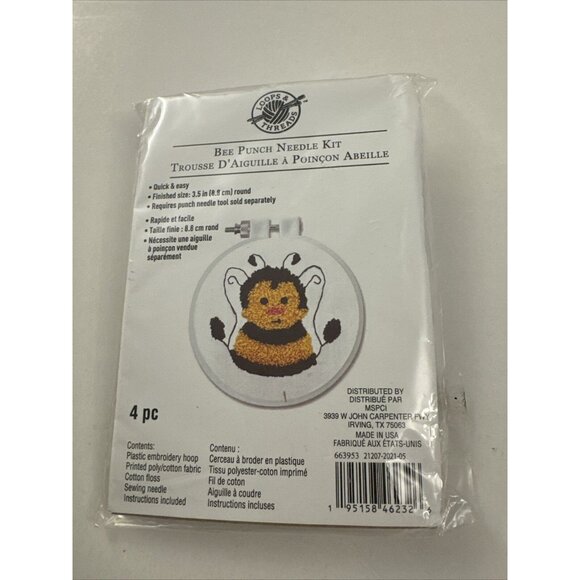 LOOPS &
THREADS
BEE PUNCH NEEDLE KIT
TROUSSE D'AIGUILLE À POINÇON ABEILLE
• Quick & easy
• Finished size: 3.5 in (8.8 cm) round
• Requires punch needle tool sold separately
• Rapide et facile
• Taille finie : 8.8 cm rond
• Nécessite une aiguille
à poinçon vendue
séparément
4 pc
Contents:
Plastic embroidery hoop
Printed poly/cotton fabric
Cotton floss
Sewing needle
Instructions included
Contenu :
Cerceau à broder en plastique
Tissu polyester-coton imprimé
Fil de coton
Aiguille à coudre
Instructions incluses
DISTRIBUTED BY
DISTRIBUÉ PAR
MSPCI
3939 W JOHN CARPENTER FWY
IRVING, TX 75063
MADE IN USA
FABRIQUÉ AUX ÉTATS-UNIS
663953 21207-2021-05
1 95158 46232 4